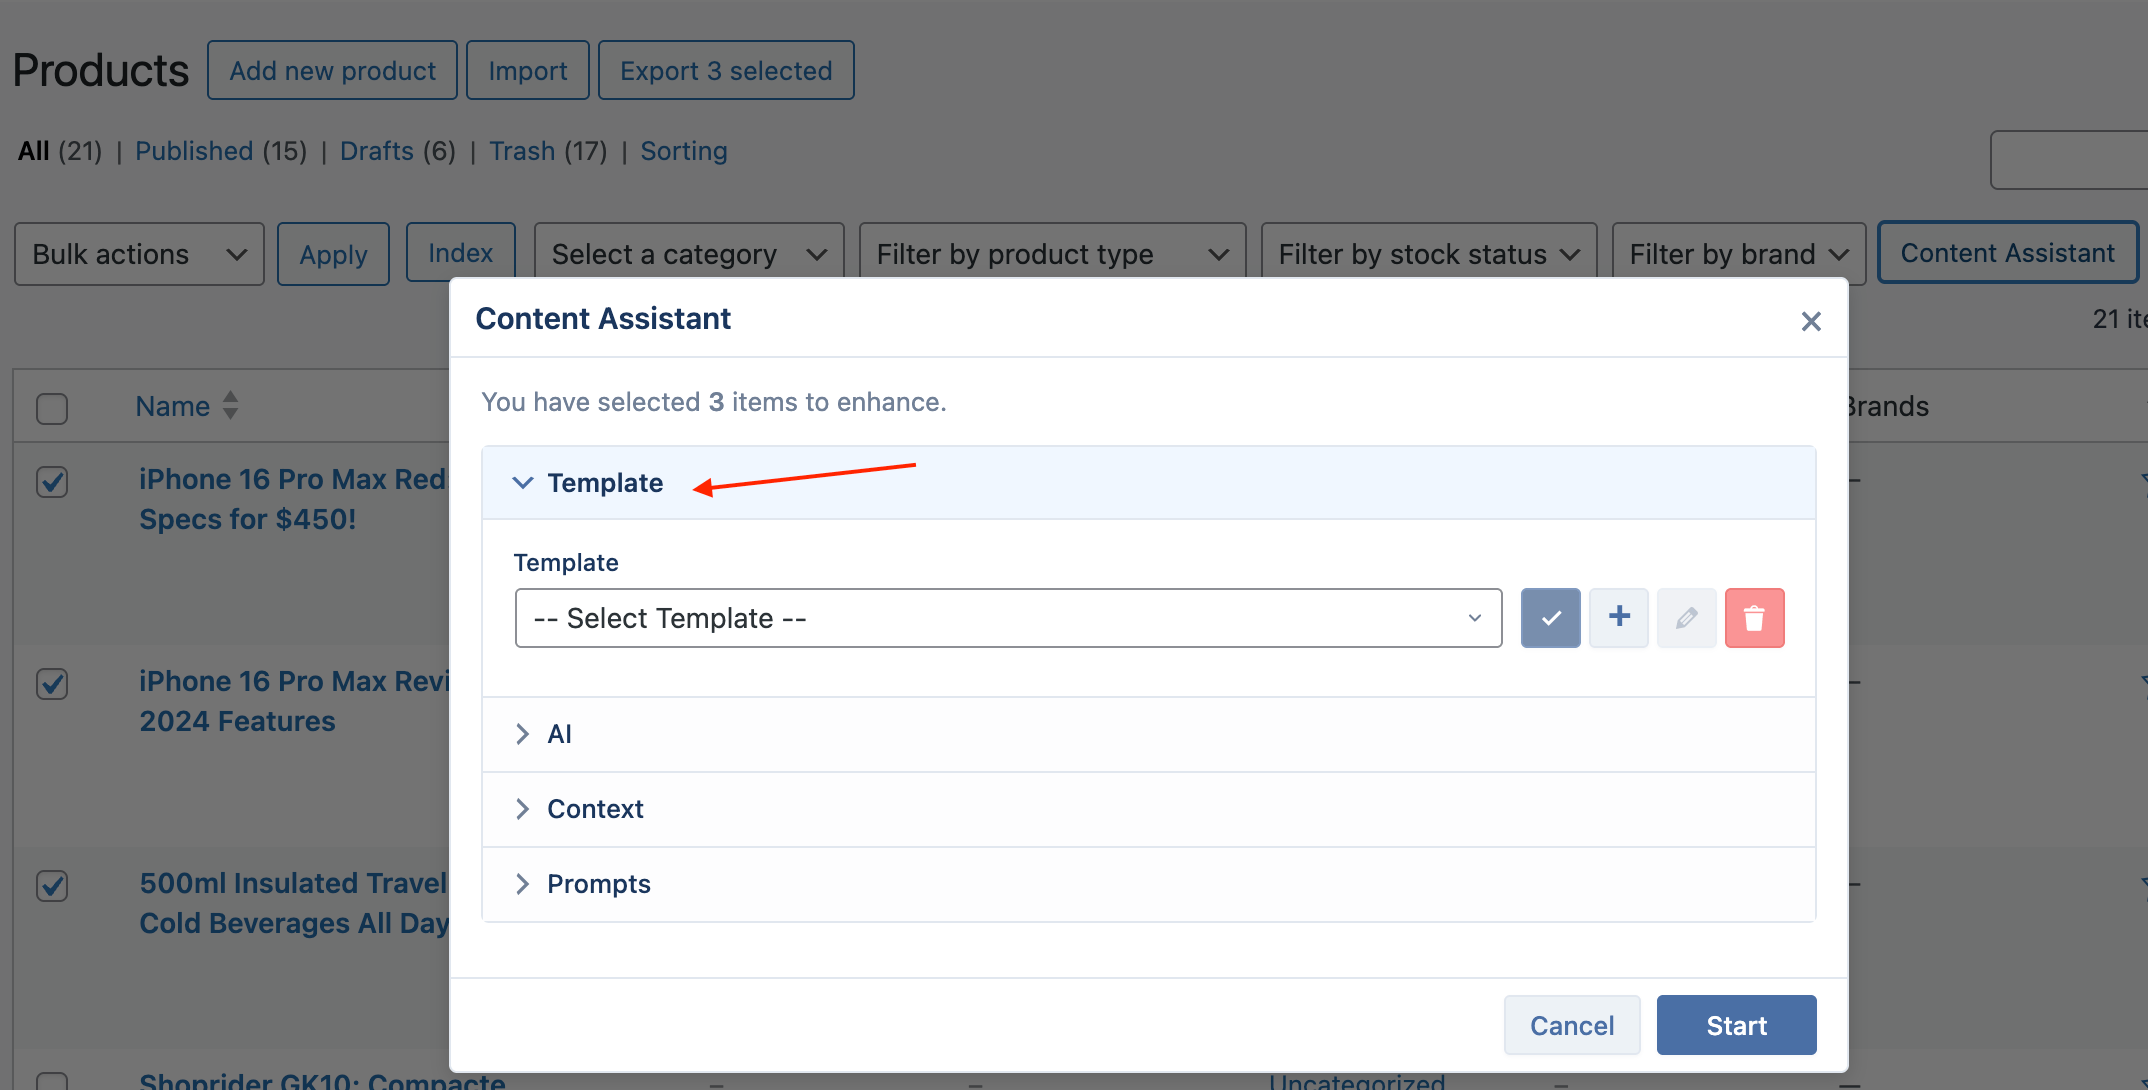 Products Add new product Import Export 3 selected
All (21) | Published (15) | Drafts (6) | Trash (17) | Sorting
Bulk actions Apply Index Select a category Filter by product type Filter by stock status Filter by brand Content Assistant
21
Content Assistant
You have selected 3 items to enhance.
Name
Brands
iPhone 16 Pro Max Red
Specs for $450!
Template
Template
-- Select Template --
iPhone 16 Pro Max Revi
2024 Features
AI
Context
500ml Insulated Travel
Cold Beverages All Day
Prompts
Cancel Start
Shoprider GK10: Compacte
– – Uncategorized – —